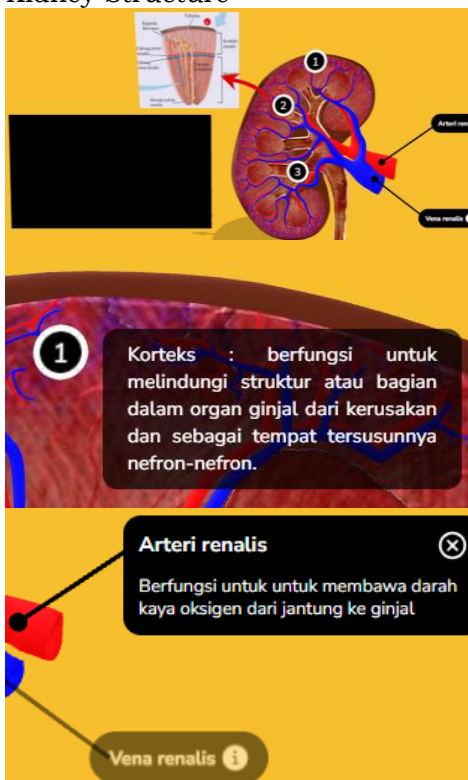 Kidney Structure
1
2
3
Arteri ren
Vena renalis
1
Korteks : berfungsi untuk
melindungi struktur atau bagian
dalam organ ginjal dari kerusakan
dan sebagai tempat tersusunnya
nefron-nefron.
Arteri renalis
Berfungsi untuk untuk membawa darah
kaya oksigen dari jantung ke ginjal
Vena renalis i